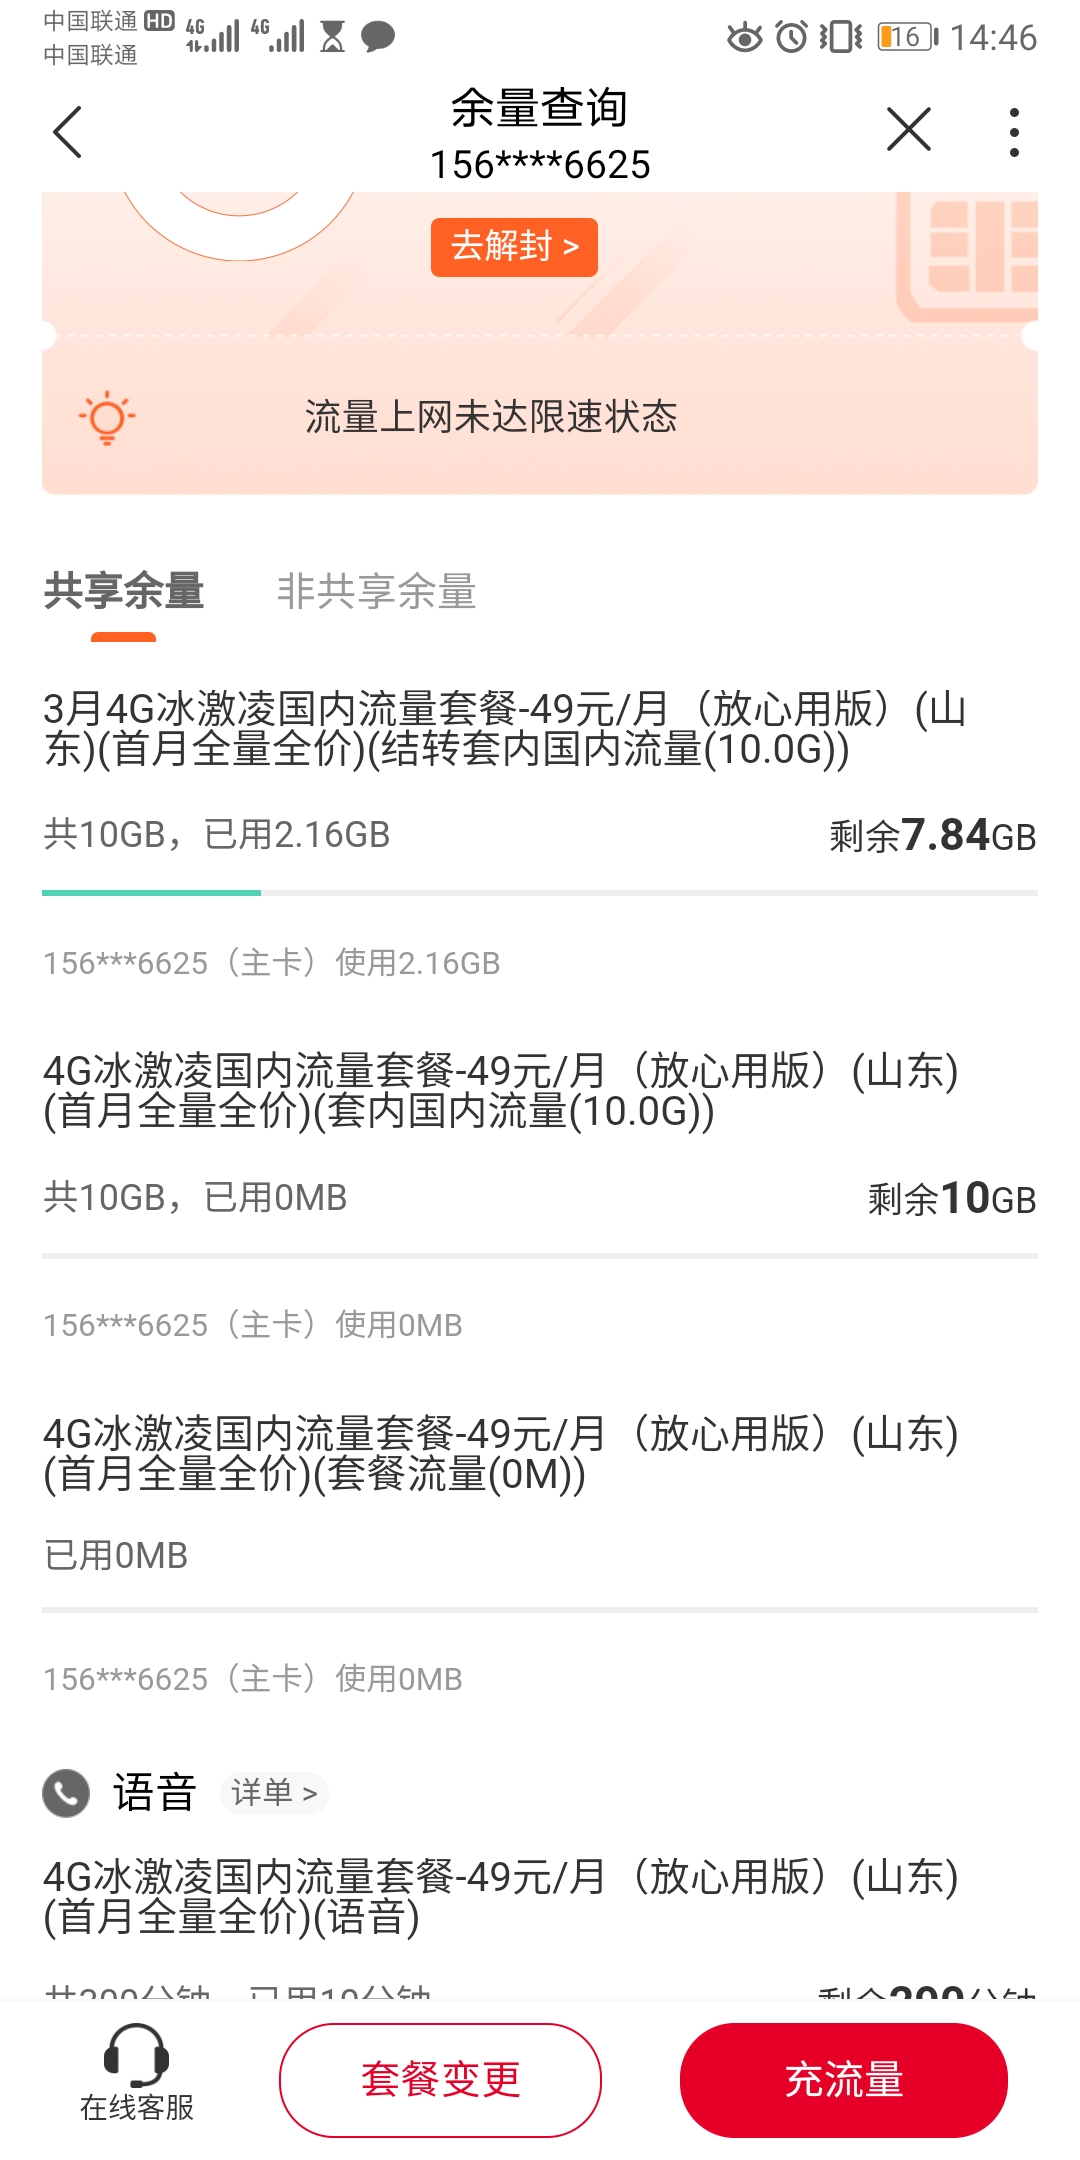 中国联通 HD 4G 4G 16 14:46
中国联通
余量查询
156****6625
去解封 >
流量上网未达限速状态
共享余量 非共享余量
3月4G冰激凌国内流量套餐-49元/月（放心用版）(山
东)(首月全量全价)(结转套内国内流量(10.0G))
共10GB，已用2.16GB 剩余7.84GB
156***6625（主卡）使用2.16GB
4G冰激凌国内流量套餐-49元/月（放心用版）(山东)
(首月全量全价)(套内国内流量(10.0G))
共10GB，已用0MB 剩余10GB
156***6625（主卡）使用0MB
4G冰激凌国内流量套餐-49元/月（放心用版）(山东)
(首月全量全价)(套餐流量(0M))
已用0MB
156***6625（主卡）使用0MB
语音 详单 >
4G冰激凌国内流量套餐-49元/月（放心用版）(山东)
(首月全量全价)(语音)
在线客服 套餐变更 充流量